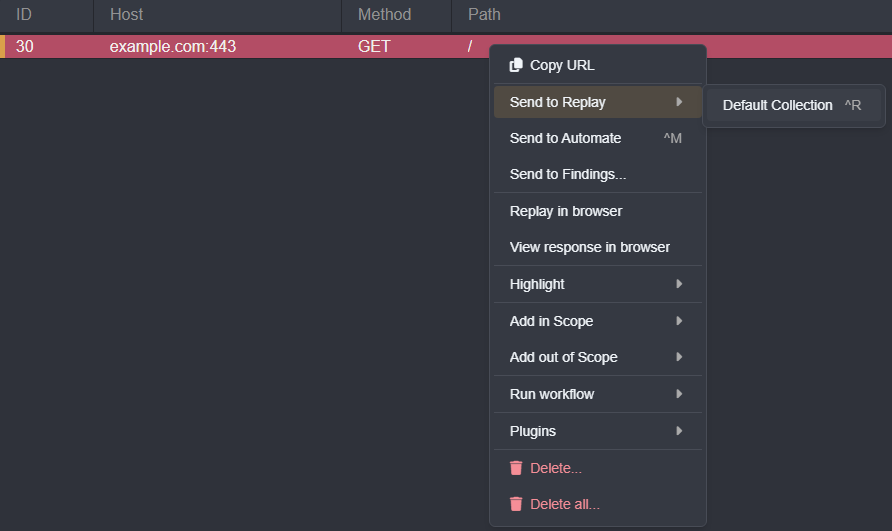 ID Host Method Path
30 example.com:443 GET /
Copy URL
Send to Replay
Default Collection ^R
Send to Automate ^M
Send to Findings...
Replay in browser
View response in browser
Highlight
Add in Scope
Add out of Scope
Run workflow
Plugins
Delete...
Delete all...